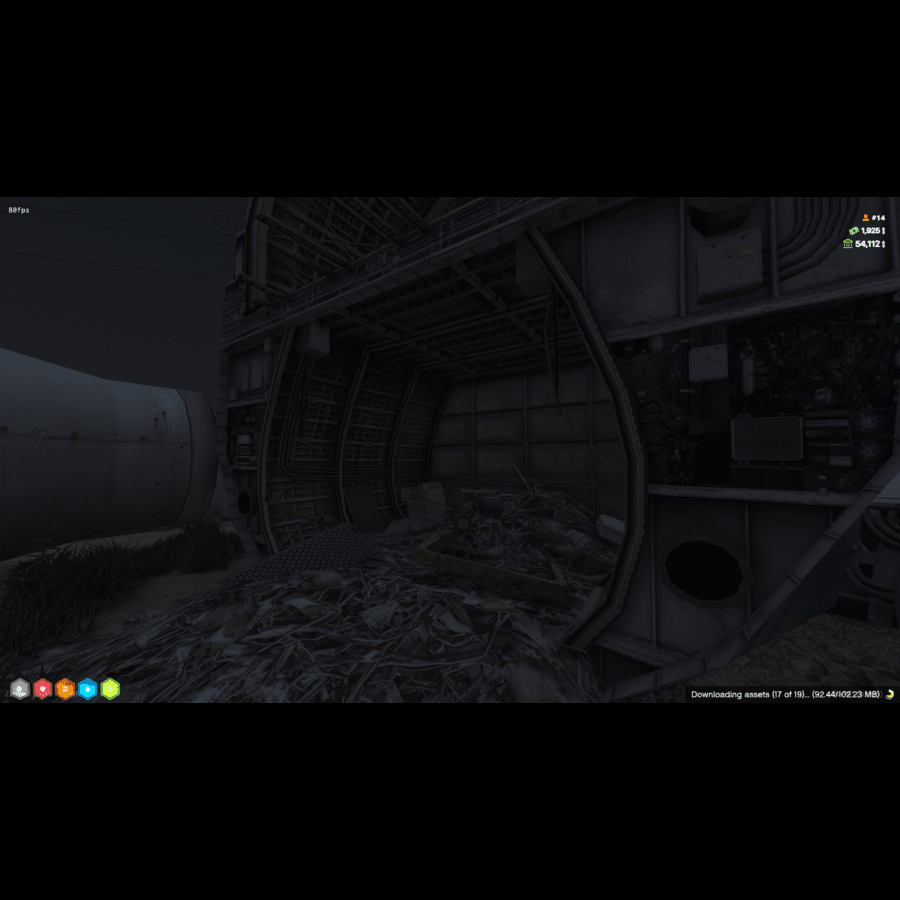 80fps
#14
1,925 $
54,112 $
Downloading assets (17 of 19)... (92.44/102.23 MB)